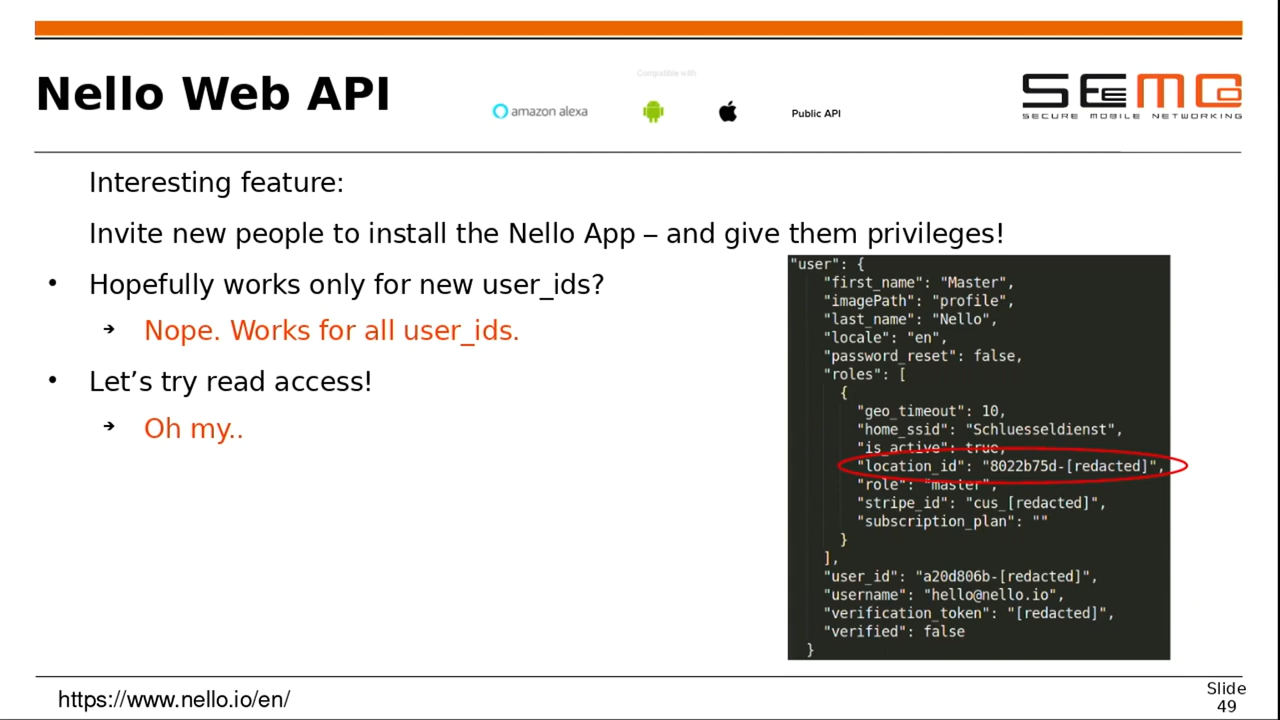 Nello Web API
Compatible with
amazon alexa
Public API
SEEMOO
SECURE MOBILE NETWORKING
Interesting feature:
Invite new people to install the Nello App – and give them privileges!
• Hopefully works only for new user_ids?
➔ Nope. Works for all user_ids.
• Let’s try read access!
➔ Oh my..
"user": {
"first_name": "Master",
"imagePath": "profile",
"last_name": "Nello",
"locale": "en",
"password_reset": false,
"roles": [
{
"geo_timeout": 10,
"home_ssid": "Schluesseldienst",
"is_active": true,
"location_id": "8022b75d-[redacted]",
"role": "master",
"stripe_id": "cus_[redacted]",
"subscription_plan": ""
}
],
"user_id": "a20d806b-[redacted]",
"username": "hello@nello.io",
"verification_token": "[redacted]",
"verified": false
}
https://www.nello.io/en/
Slide
49